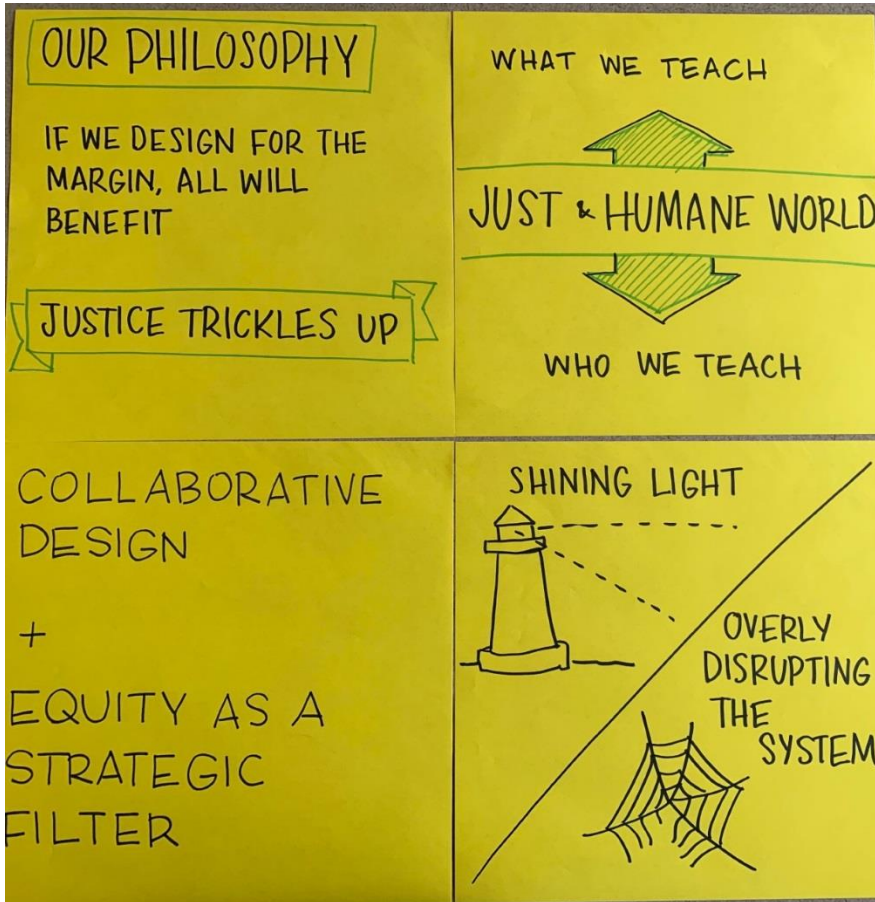 OUR PHILOSOPHY
IF WE DESIGN FOR THE
MARGIN, ALL WILL
BENEFIT
JUSTICE TRICKLES UP
WHAT WE TEACH
JUST & HUMANE WORLD
WHO WE TEACH
COLLABORATIVE
DESIGN
+
EQUITY AS A
STRATEGIC
FILTER
SHINING LIGHT
OVERLY
DISRUPTING
THE
SYSTEM